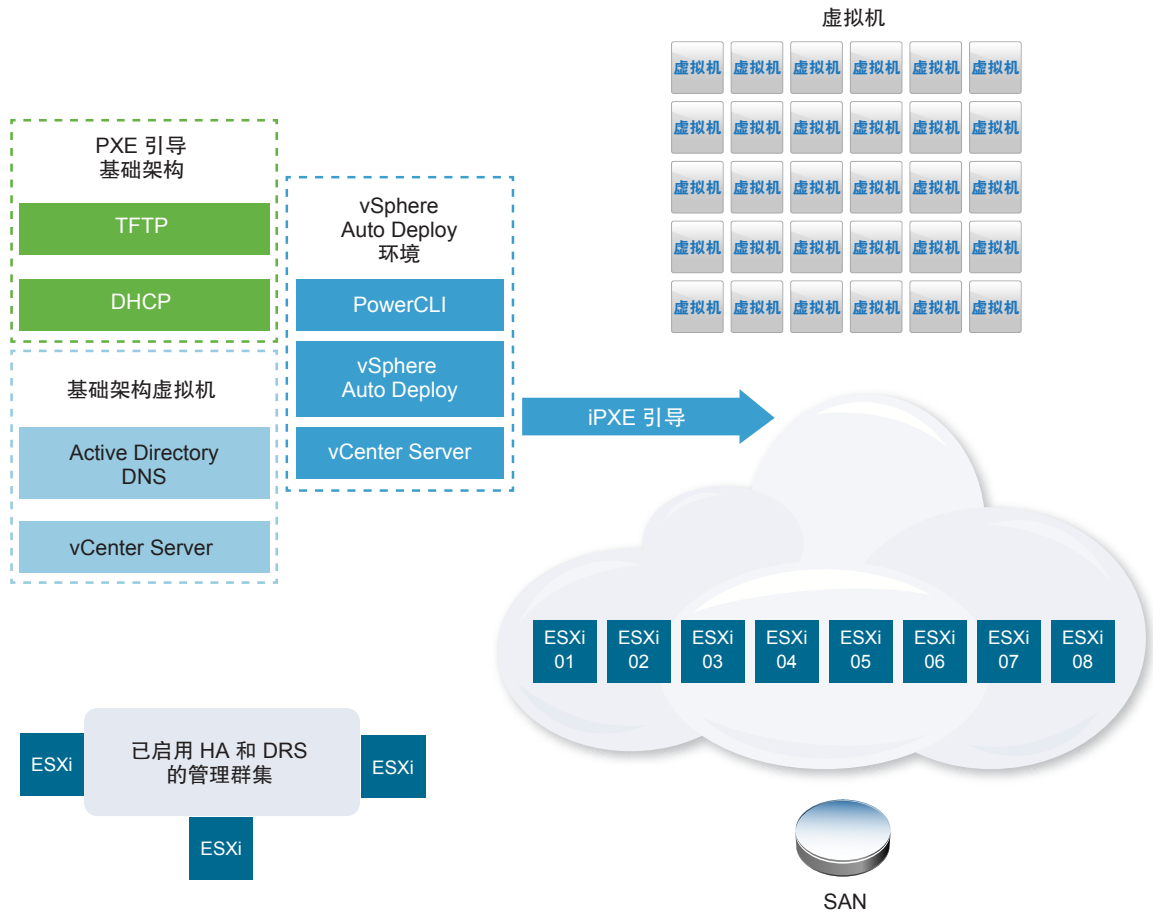 虚拟机
虚拟机 虚拟机 虚拟机 虚拟机 虚拟机 虚拟机
虚拟机 虚拟机 虚拟机 虚拟机 虚拟机 虚拟机
虚拟机 虚拟机 虚拟机 虚拟机 虚拟机 虚拟机
虚拟机 虚拟机 虚拟机 虚拟机 虚拟机 虚拟机
虚拟机 虚拟机 虚拟机 虚拟机 虚拟机 虚拟机
PXE 引导
基础架构
TFTP
DHCP
基础架构虚拟机
Active Directory
DNS
vCenter Server
vSphere
Auto Deploy
环境
PowerCLI
vSphere
Auto Deploy
vCenter Server
iPXE 引导
ESXi
01
ESXi
02
ESXi
03
ESXi
04
ESXi
05
ESXi
06
ESXi
07
ESXi
08
ESXi
已启用 HA 和 DRS
的管理群集
ESXi
ESXi
SAN